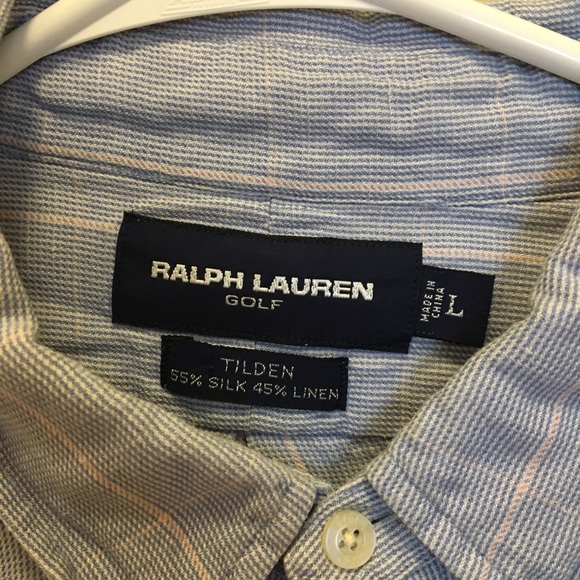 RALPH LAUREN
GOLF
MADE IN
CHINA
L
TILDEN
55% SILK 45% LINEN